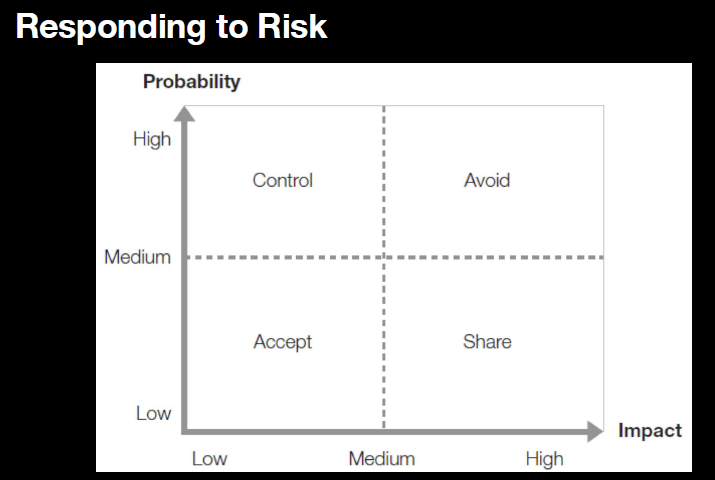 Responding to Risk
Probability
High
Control
Avoid
Medium
Accept
Share
Low
Impact
Low
Medium
High